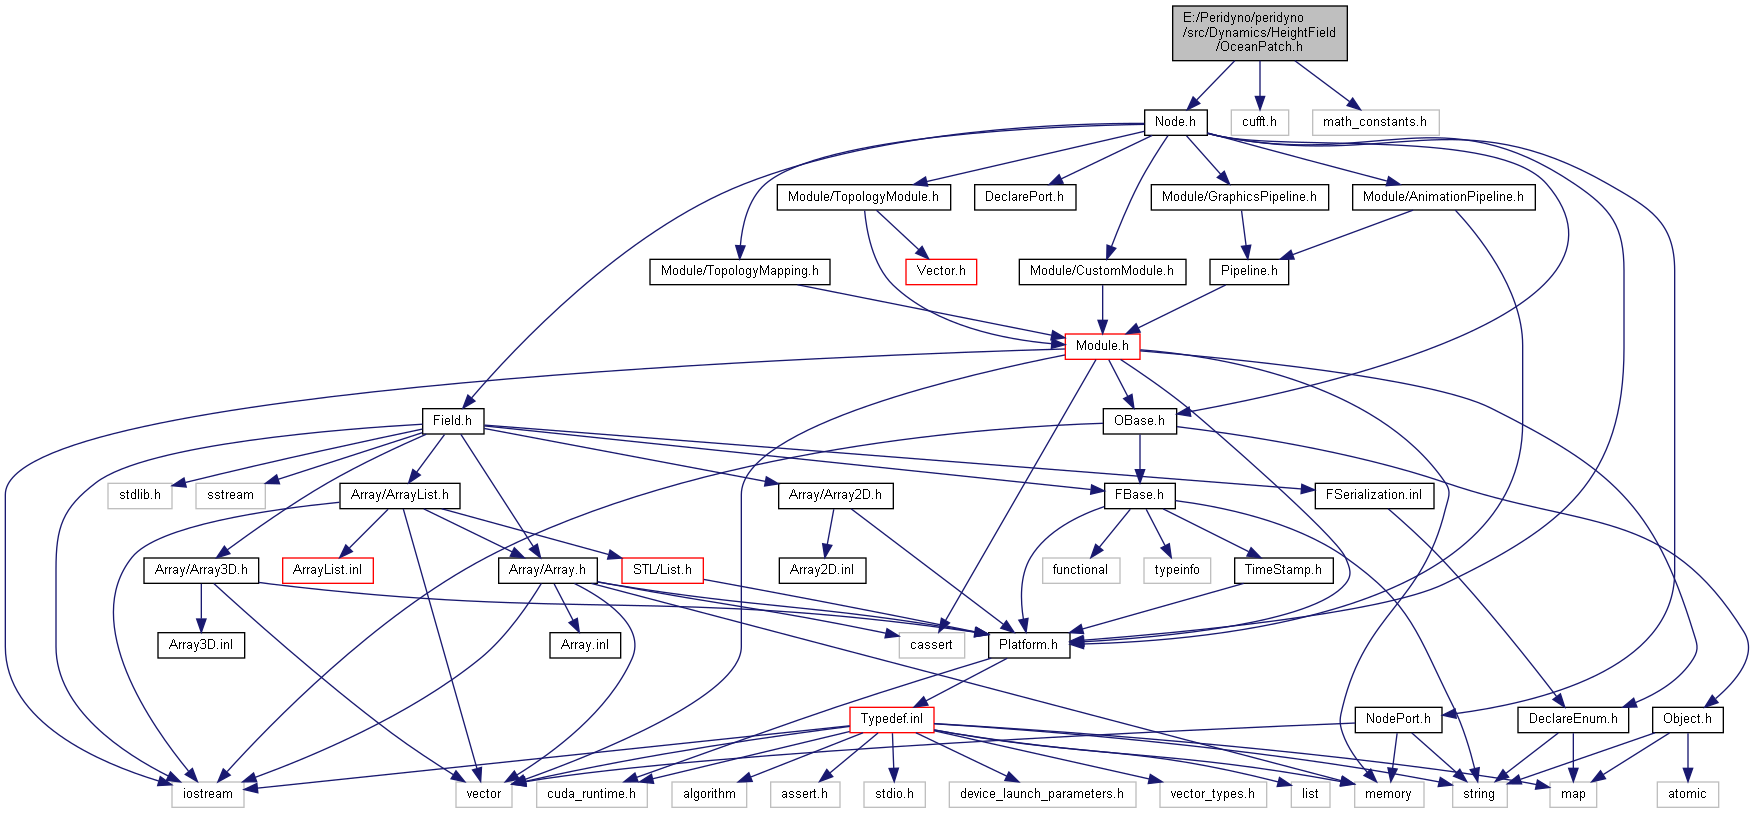 E:/Peridyno/peridyno
/src/Dynamics/HeightField
/OceanPatch.h
Node.h
cufft.h
math_constants.h
Module/TopologyModule.h
DeclarePort.h
Module/GraphicsPipeline.h
Module/AnimationPipeline.h
Module/TopologyMapping.h
Vector.h
Module/CustomModule.h
Pipeline.h
Module.h
Field.h
OBase.h
stdlib.h
sstream
Array/ArrayList.h
Array/Array2D.h
FBase.h
FSerialization.inl
Array/Array3D.h
ArrayList.inl
Array/Array.h
STL/List.h
Array2D.inl
functional
typeinfo
TimeStamp.h
Array3D.inl
Array.inl
cassert
Platform.h
Typedef.inl
NodePort.h
DeclareEnum.h
Object.h
iostream
vector
cuda_runtime.h
algorithm
assert.h
stdio.h
device_launch_parameters.h
vector_types.h
list
memory
string
map
atomic